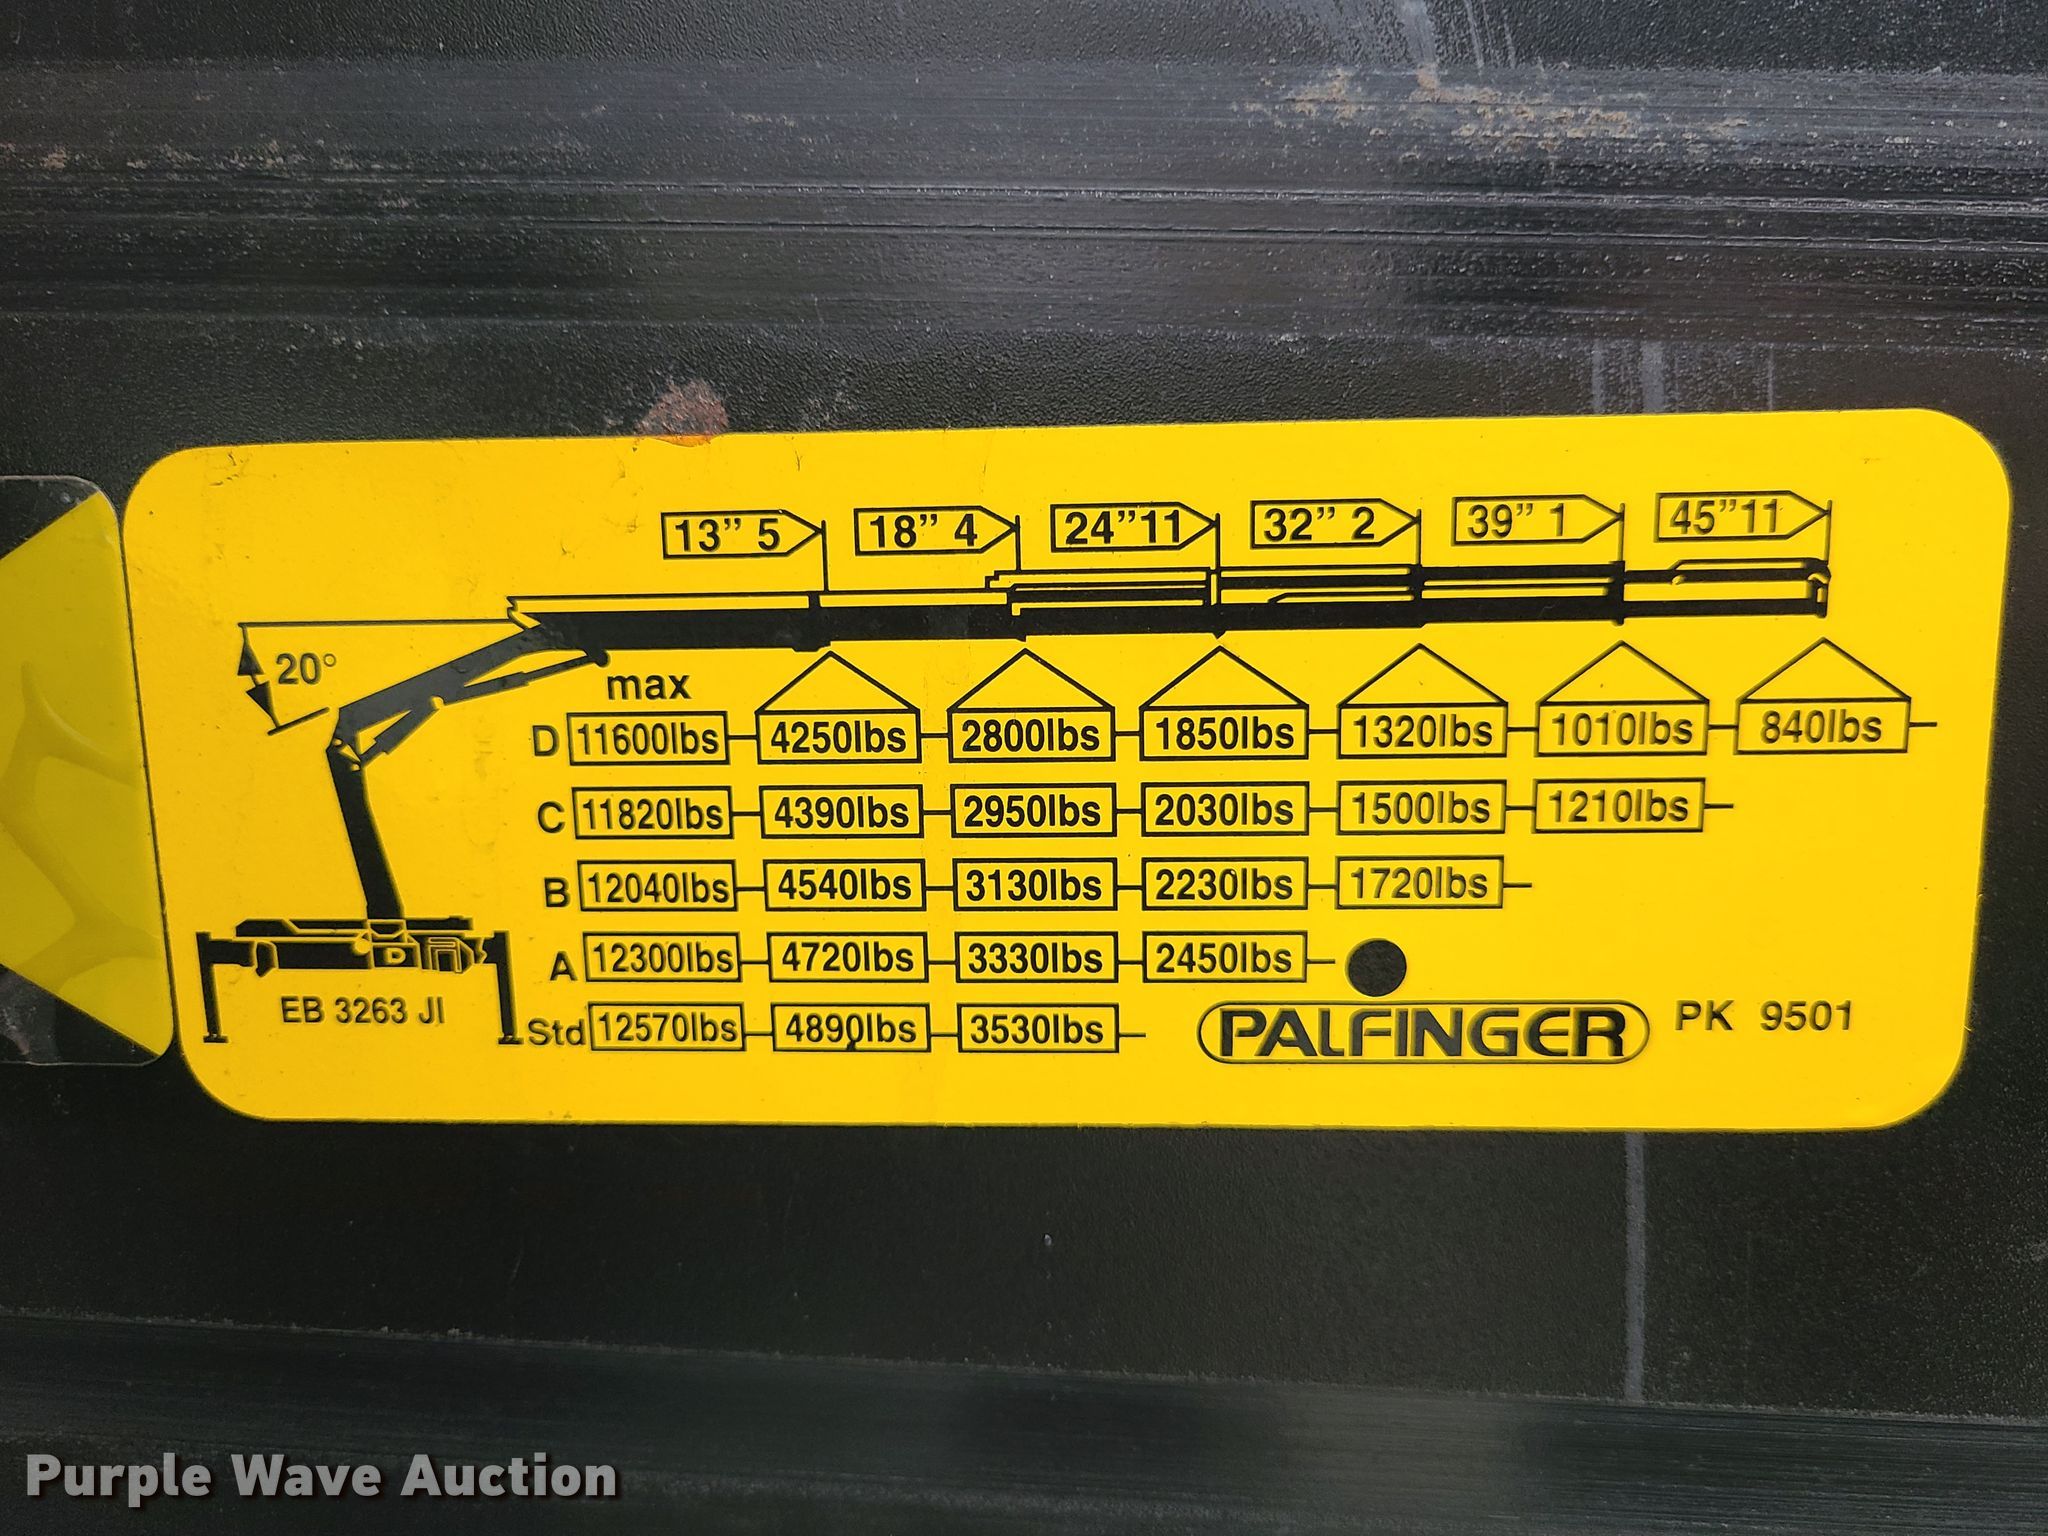 13” 5 18” 4 24”11 32” 2 39” 1 45”11
20°
max
D 11600lbs 4250lbs 2800lbs 1850lbs 1320lbs 1010lbs 840lbs
C 11820lbs 4390lbs 2950lbs 2030lbs 1500lbs 1210lbs
B 12040lbs 4540lbs 3130lbs 2230lbs 1720lbs
A 12300lbs 4720lbs 3330lbs 2450lbs
D
EB 3263 JI
Std 12570lbs 4890lbs 3530lbs
PALFINGER PK 9501
Purple Wave Auction